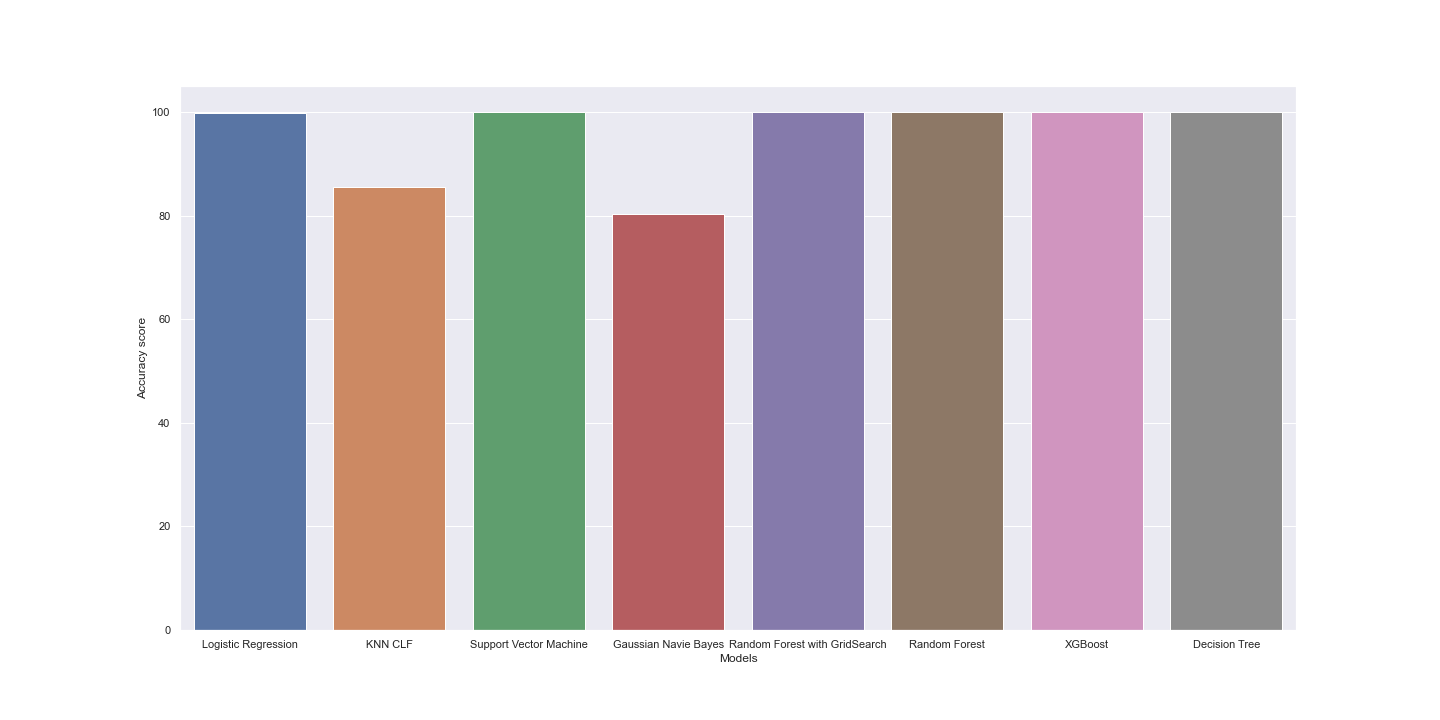 100
80
60
40
20
0
Accuracy score
Logistic Regression
KNN CLF
Support Vector Machine
Gaussian Navie Bayes
Random Forest with GridSearch
Random Forest
XGBoost
Decision Tree
Models